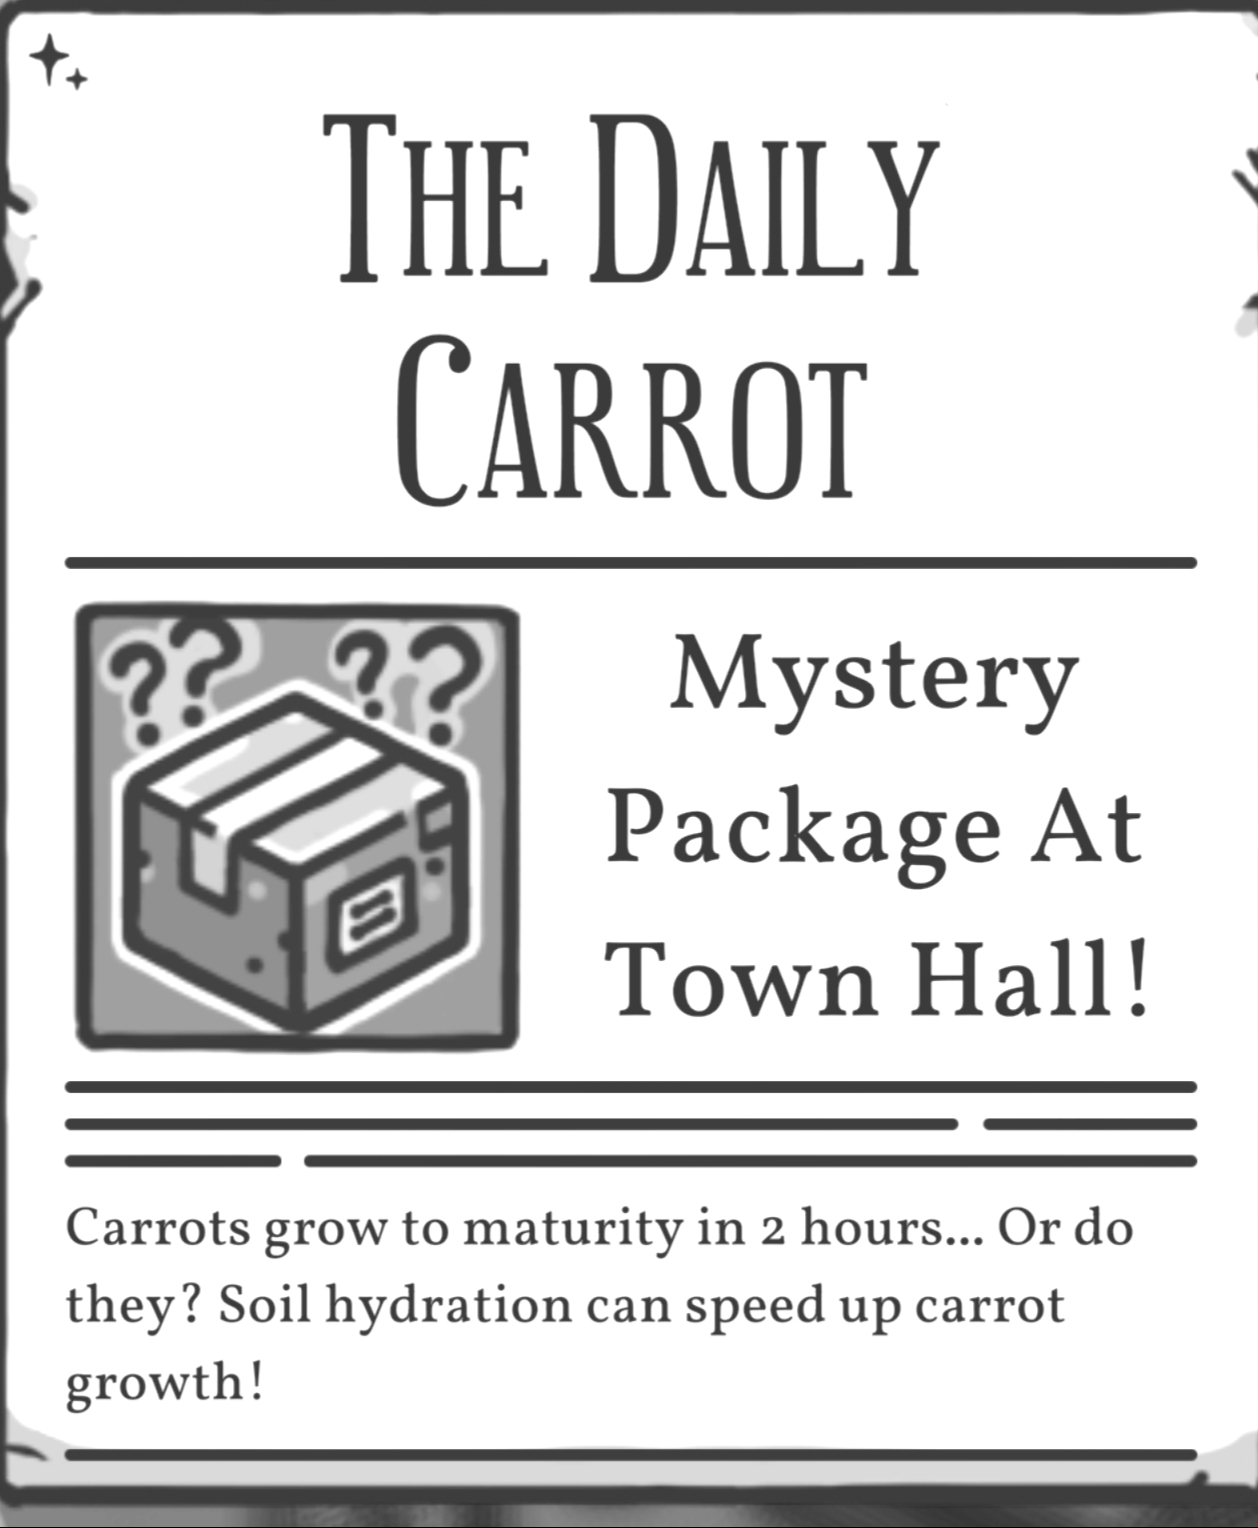 The Daily
Carrot
Mystery
Package At
Town Hall!
Carrots grow to maturity in 2 hours... Or do
they? Soil hydration can speed up carrot
growth!